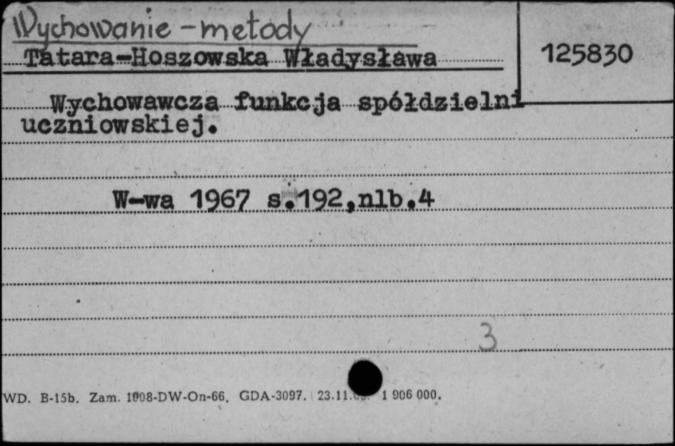 Wychowanie - metody
Tatara-Hoszowska Władysława
125830
Wychowawcza funkcja spółdzielni
uczniowskiej.
W-wa 1967 s.192,nlb.4
3
WD. B-15b. Zam. 1008-DW-On-66. GDA-3097. 23.11. 1 906 000.